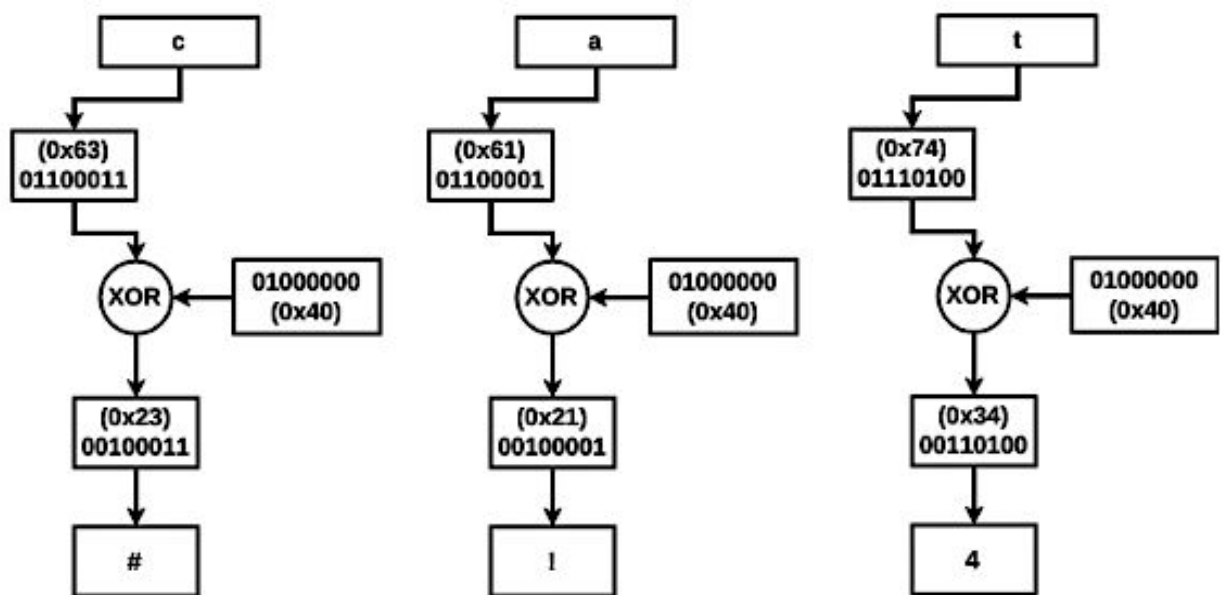 c
a
t
(0x63)
01100011
(0x61)
01100001
(0x74)
01110100
XOR
01000000
(0x40)
XOR
01000000
(0x40)
XOR
01000000
(0x40)
(0x23)
00100011
(0x21)
00100001
(0x34)
00110100
#
!
4